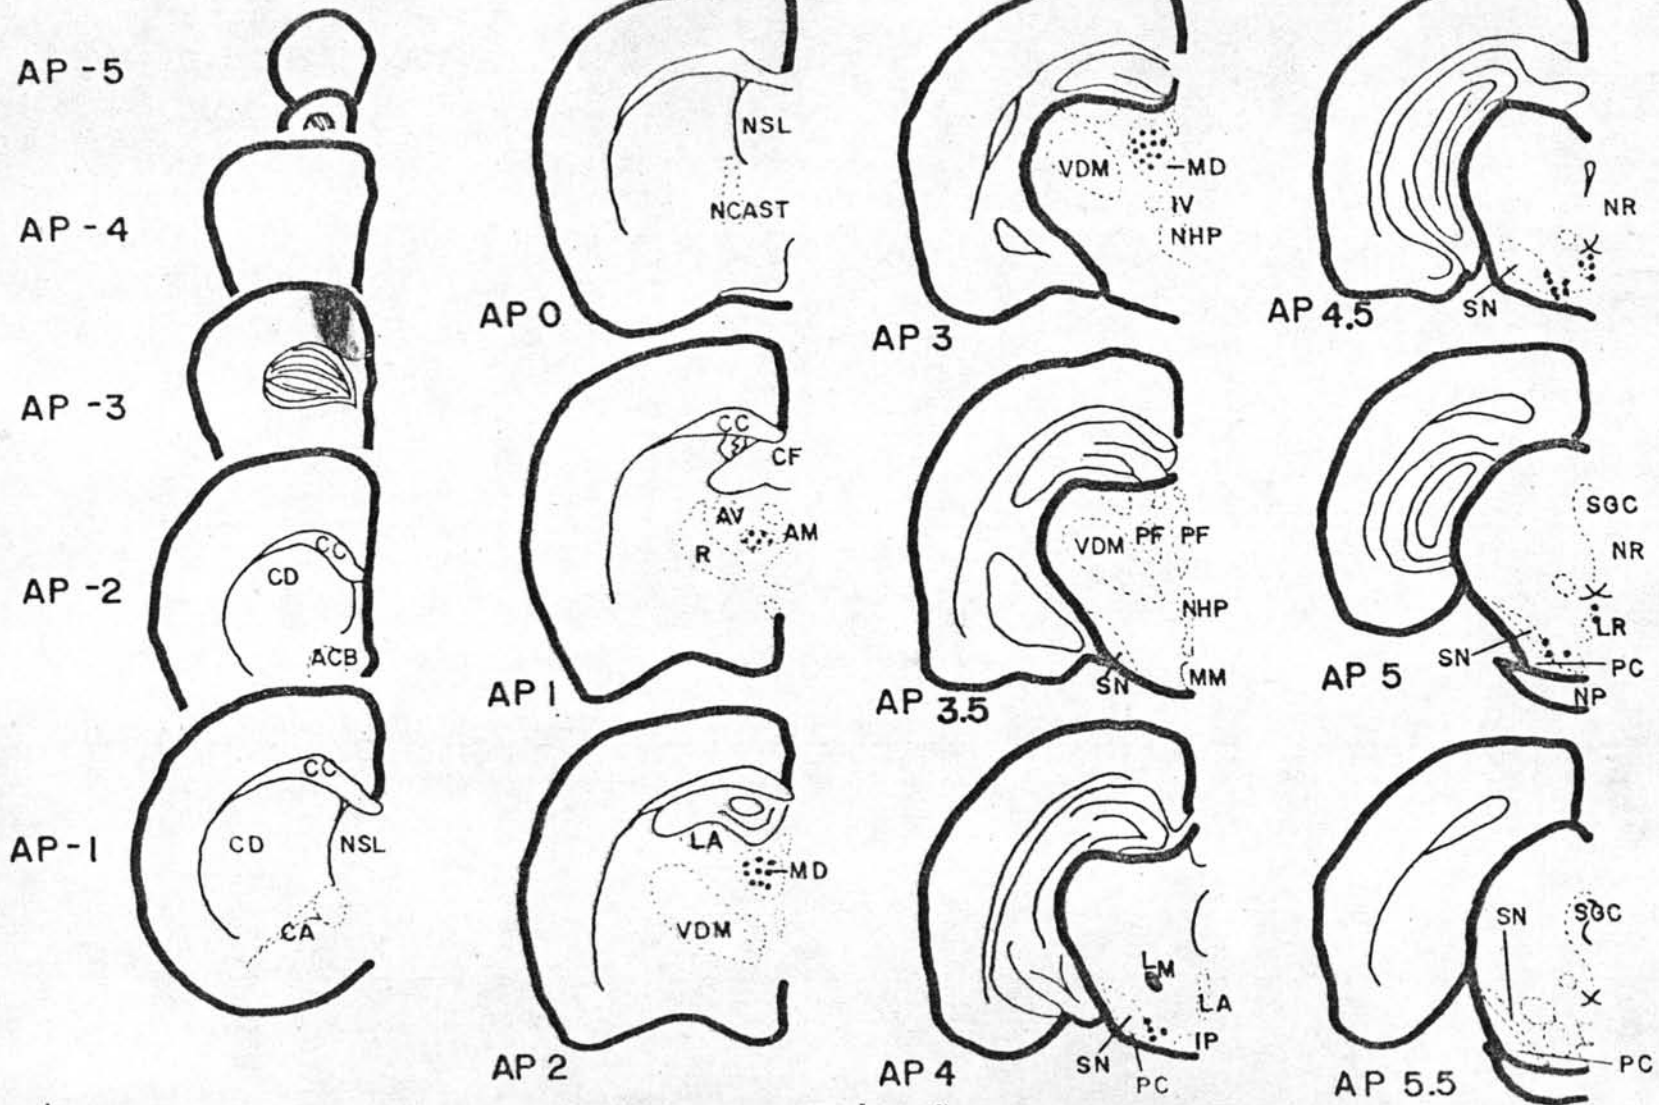 AP -5
AP -4
AP -3
CC
CD
AP -2
ACB
CC
CD
NSL
AP -1
CA
NSL
NCAST
AP 0
CC
CF
AV
AM
R
AP 1
LA
MD
VDM
AP 2
VDM
MD
IV
NHP
AP 3
VDM
PF
PF
NHP
SN
MM
AP 3.5
LM
LA
IP
SN
PC
AP 4
NR
SN
AP 4.5
SGC
NR
LR
SN
PC
NP
AP 5
SN
SGC
PC
AP 5.5